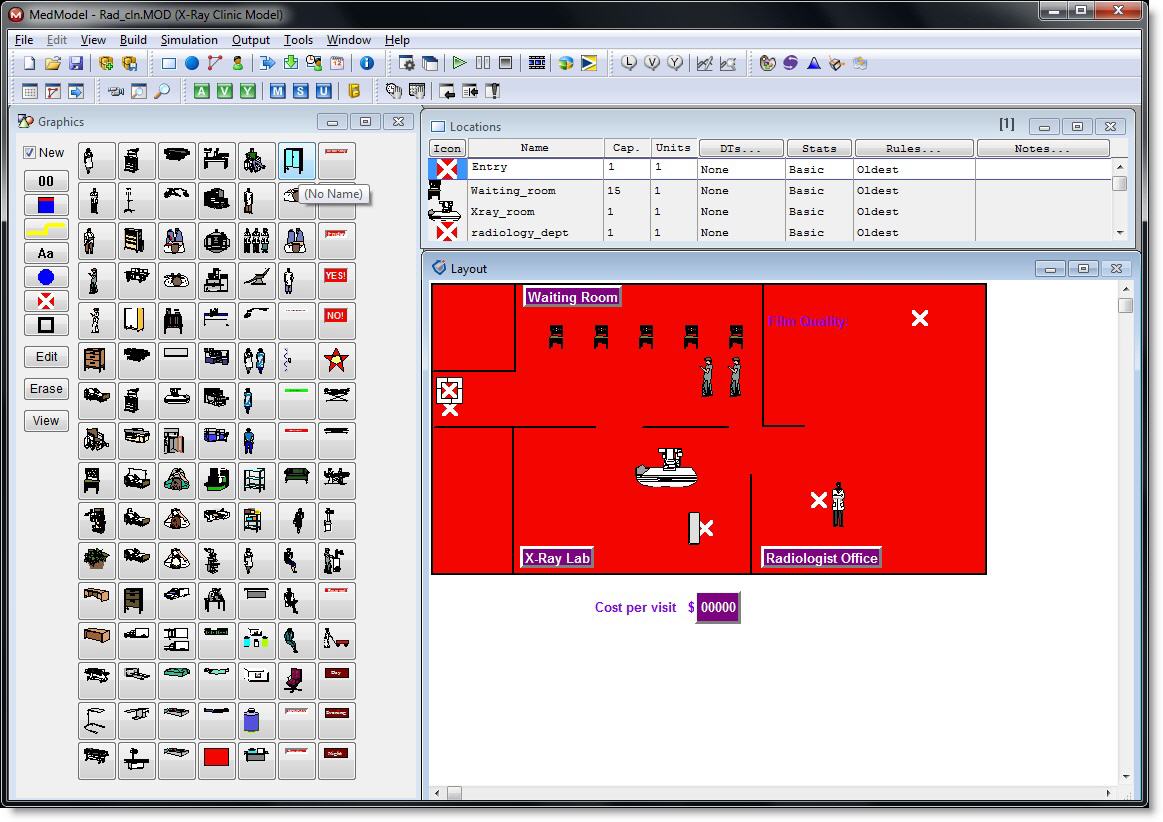 MedModel - Rad_cln.MOD (X-Ray Clinic Model)
File Edit View Build Simulation Output Tools Window Help
L V Y
A V Y M S U
Graphics
New
00
Aa
Edit
Erase
View
(No Name)
YES!
NO!
Day
Evening
Night
Locations [1]
Icon Name Cap. Units DTs... Stats Rules... Notes...
Entry 1 1 None Basic Oldest
Waiting_room 15 1 None Basic Oldest
Xray_room 1 1 None Basic Oldest
radiology_dept 1 1 None Basic Oldest
Layout
Waiting Room
Film Quality:
X-Ray Lab
Radiologist Office
Cost per visit $ 00000